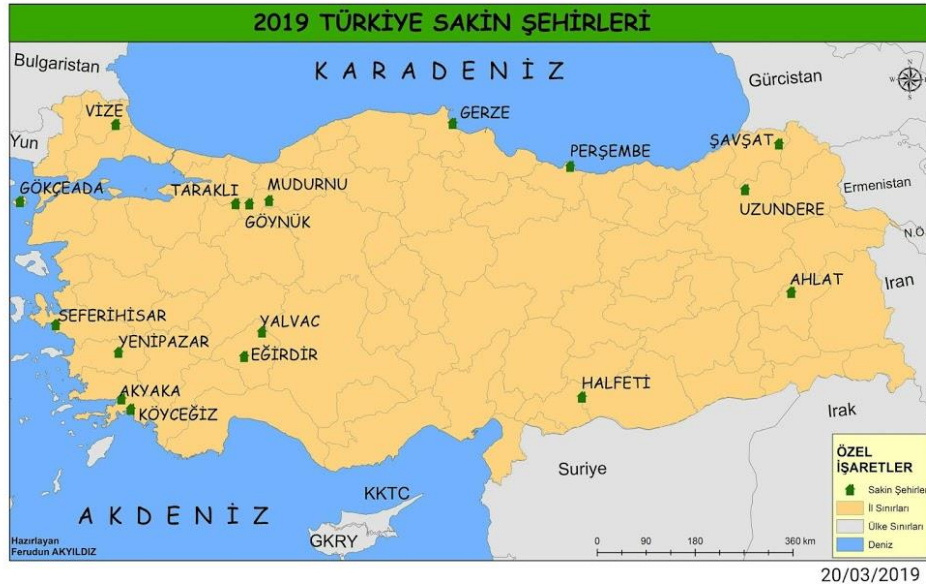 2019 TÜRKİYE SAKİN ŞEHİRLERİ
Bulgaristan
KARADENİZ
Gürcistan
VİZE
GERZE
Yun
PERŞEMBE
ŞAVŞAT
GÖKÇEADA
TARAKLI
MUDURNU
GÖYNÜK
UZUNDERE
Ermenistan
N.Ö.
AHLAT
Iran
SEFERİHİSAR
YALVAC
YENİPAZAR
EĞİRDİR
AKYAKA
KÖYCEĞİZ
HALFETİ
Irak
Suriye
KKTC
AKDENİZ
GKRY
Hazırlayan
Ferudun AKYILDIZ
0 90 180 360 km
ÖZEL
İŞARETLER
Sakin Şehirler
İl Sınırları
Ülke Sınırları
Deniz
20/03/2019